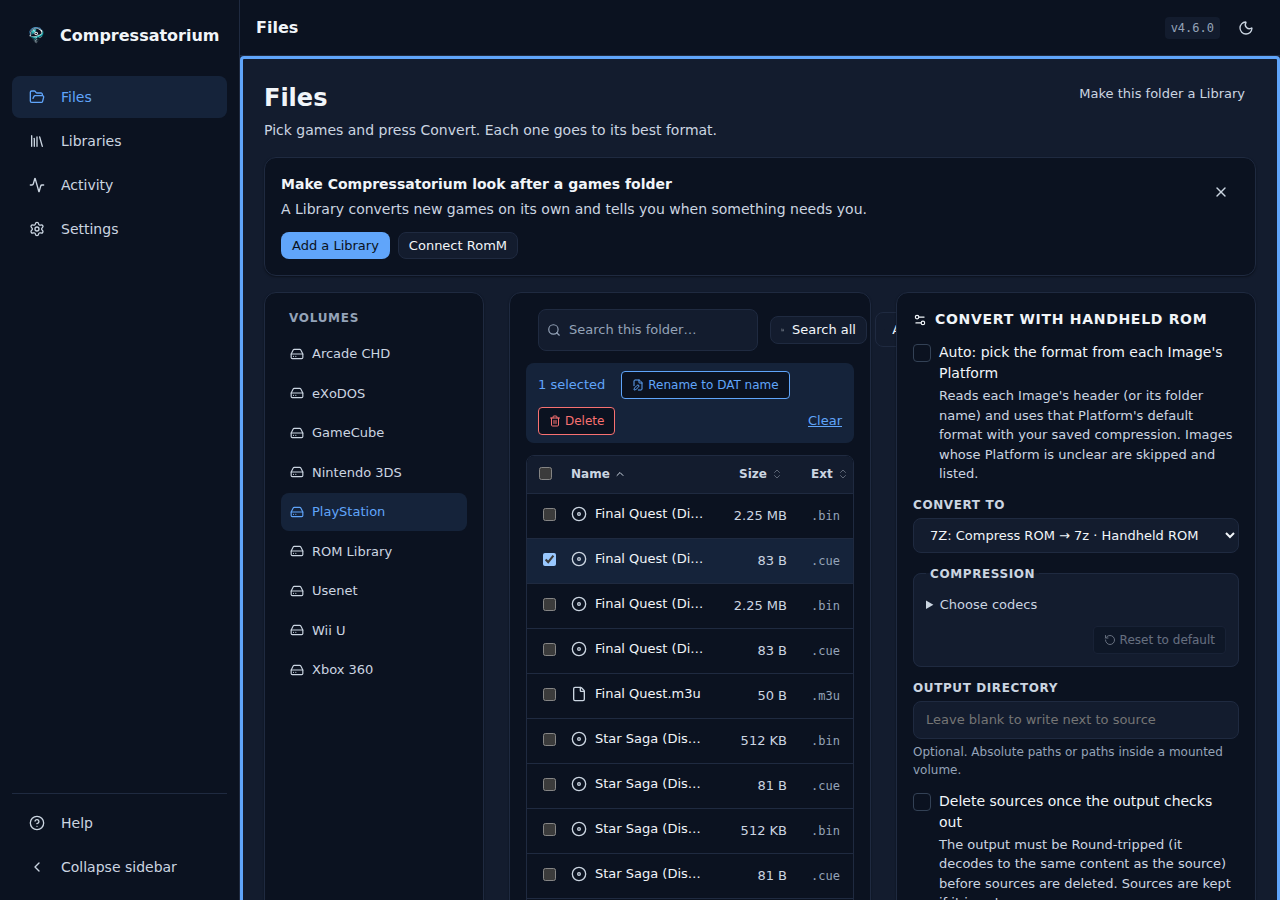 Compressatorium
Files
Libraries
Activity
Settings
Help
Collapse sidebar
Files
v4.6.0
Files
Make this folder a Library
Pick games and press Convert. Each one goes to its best format.
Make Compressatorium look after a games folder
A Library converts new games on its own and tells you when something needs you.
Add a Library
Connect RomM
VOLUMES
Arcade CHD
eXoDOS
GameCube
Nintendo 3DS
PlayStation
ROM Library
Usenet
Wii U
Xbox 360
Search this folder...
Search all
1 selected
Rename to DAT name
Delete
Clear
Name Size Ext
Final Quest (Di... 2.25 MB .bin
Final Quest (Di... 83 B .cue
Final Quest (Di... 2.25 MB .bin
Final Quest (Di... 83 B .cue
Final Quest.m3u 50 B .m3u
Star Saga (Dis... 512 KB .bin
Star Saga (Dis... 81 B .cue
Star Saga (Dis... 512 KB .bin
Star Saga (Dis... 81 B .cue
CONVERT WITH HANDHELD ROM
Auto: pick the format from each Image's
Platform
Reads each Image's header (or its folder
name) and uses that Platform's default
format with your saved compression. Images
whose Platform is unclear are skipped and
listed.
CONVERT TO
7Z: Compress ROM → 7z · Handheld ROM
COMPRESSION
Choose codecs
Reset to default
OUTPUT DIRECTORY
Leave blank to write next to source
Optional. Absolute paths or paths inside a mounted
volume.
Delete sources once the output checks
out
The output must be Round-tripped (it
decodes to the same content as the source)
before sources are deleted. Sources are kept